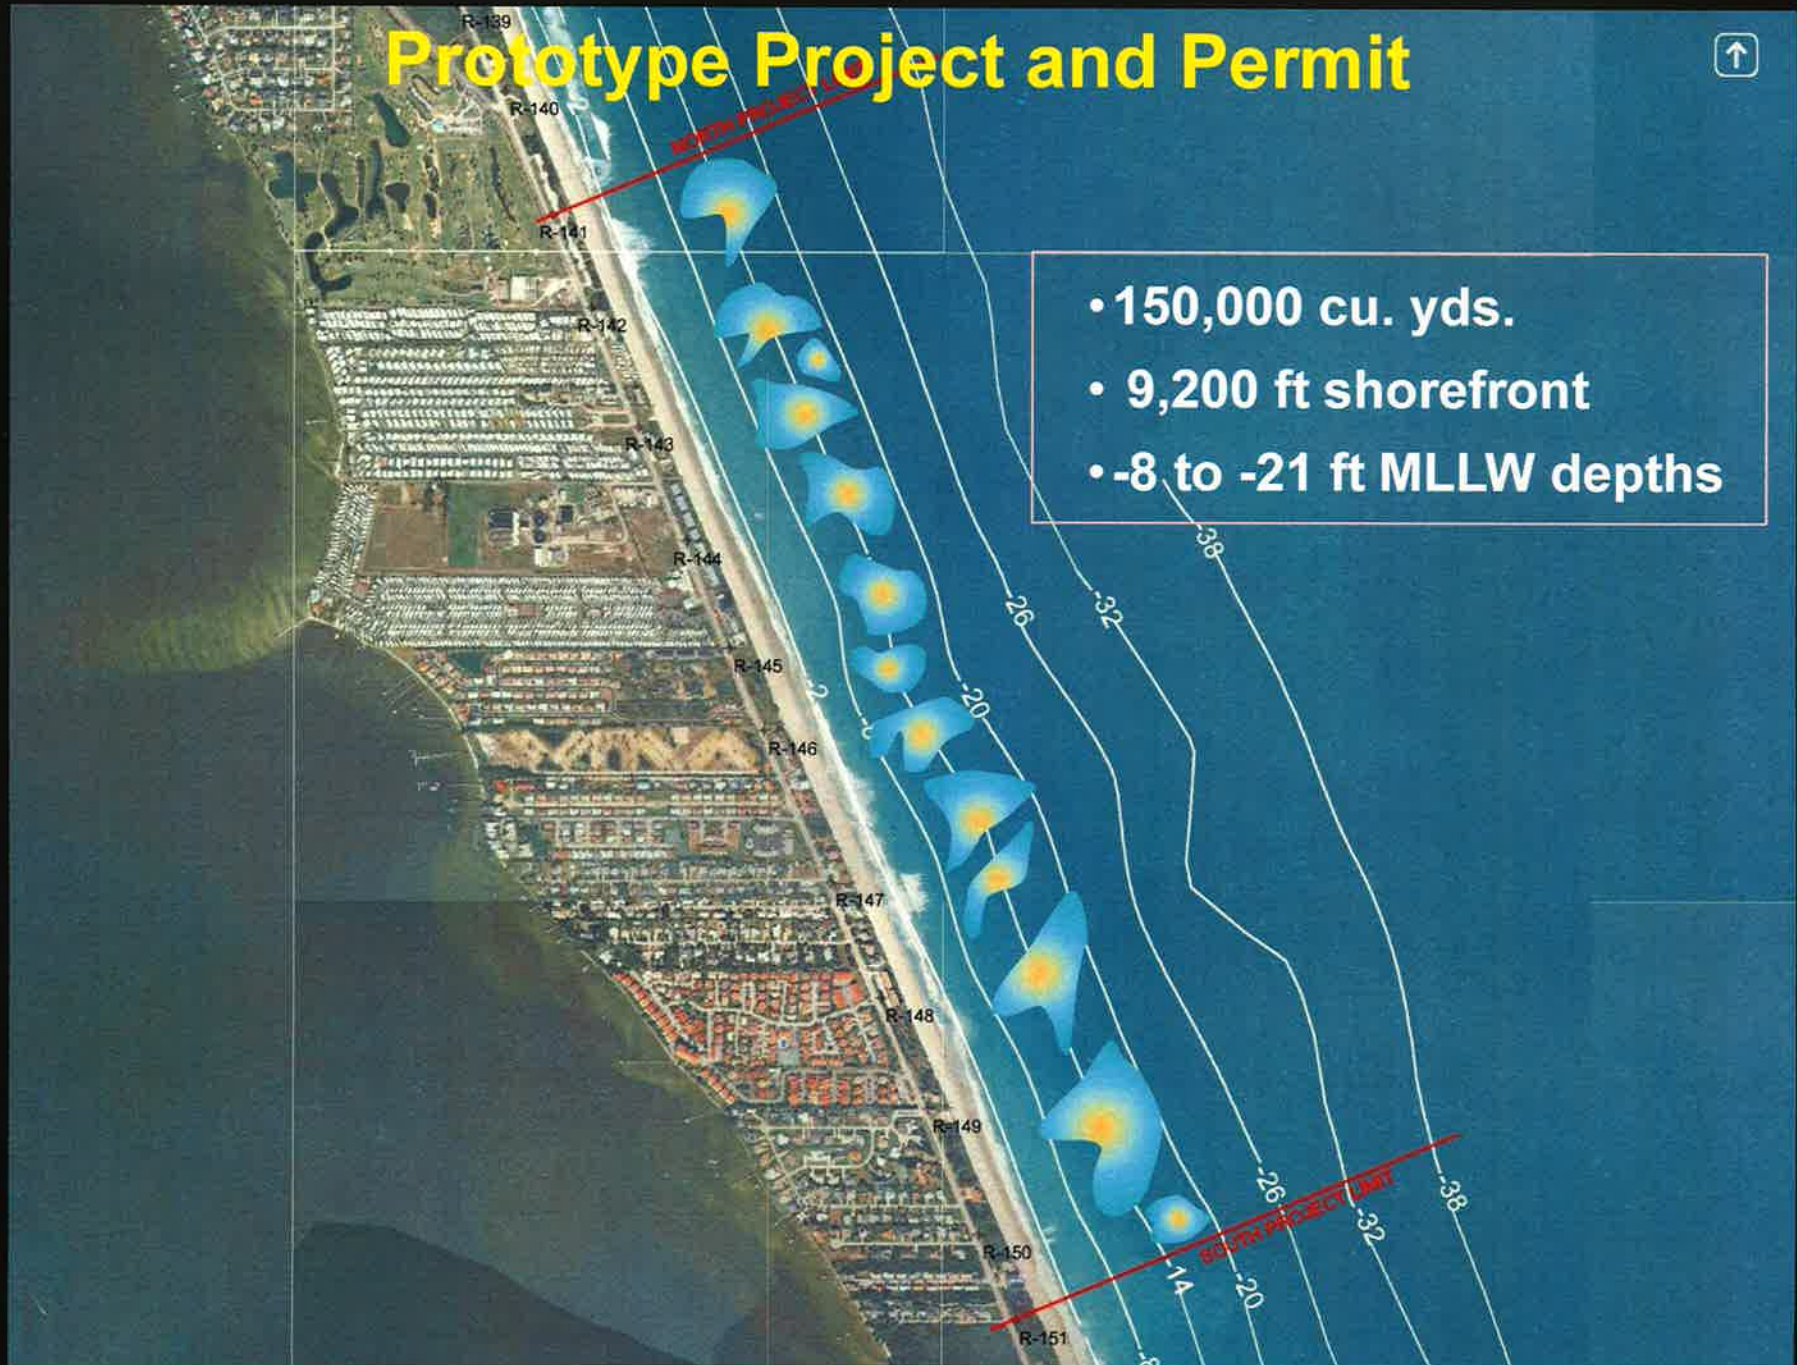 R-139
Prototype Project and Permit
R-140
NORTH PROJECT LIMIT
R-141
•150,000 cu. yds.
R-142
• 9,200 ft shorefront
R-143
•-8 to -21 ft MLLW depths
-38
R-144
-26
-32
R-145
-2
-20
R-146
R-147
R-148
R-149
-26
-38
SOUTH PROJECT LIMIT
-32
R-150
-14
-20
R-151
-8